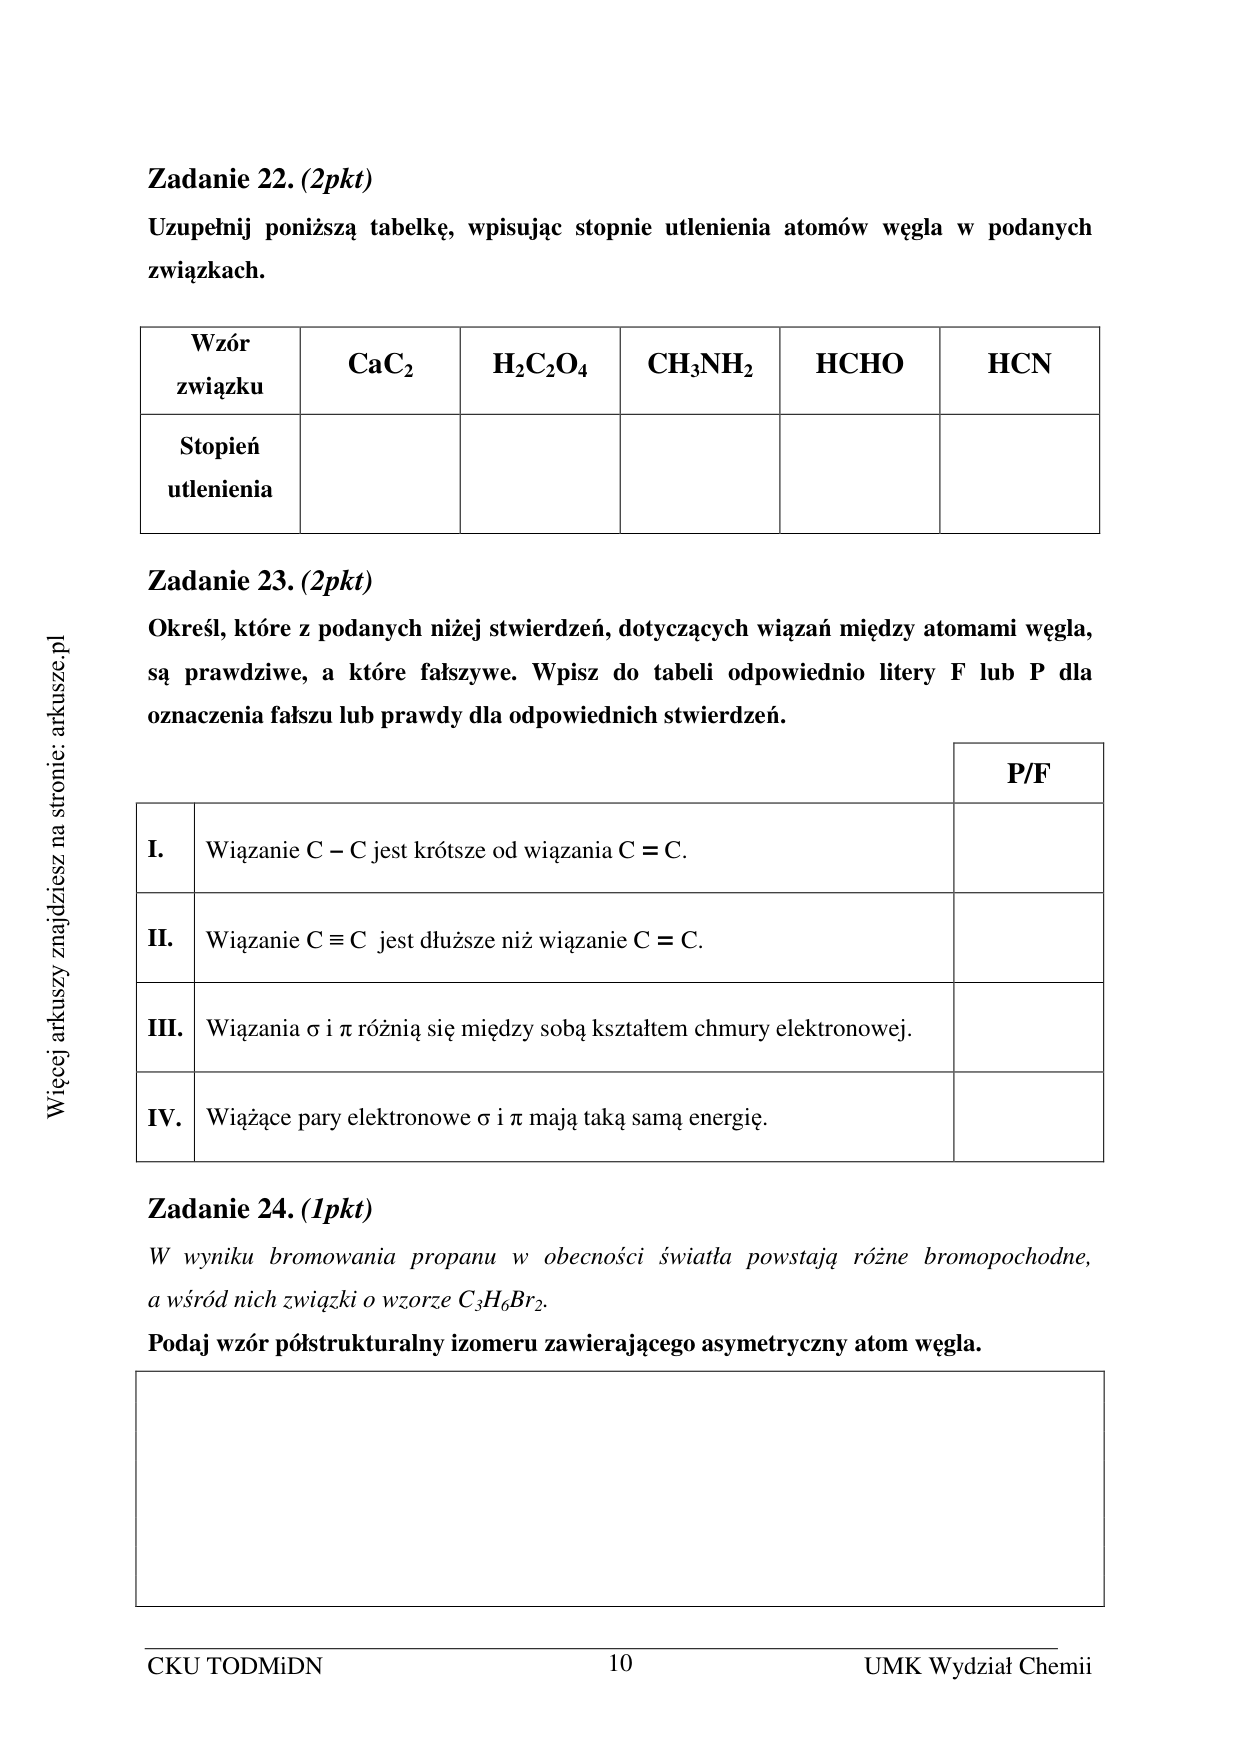 Zadanie 22. (2pkt)
Uzupełnij poniższą tabelkę, wpisując stopnie utlenienia atomów węgla w podanych
związkach.
Wzór
związku
CaC₂
H₂C₂O₄
CH₃NH₂
HCHO
HCN
Stopień
utlenienia
Zadanie 23. (2pkt)
Określ, które z podanych niżej stwierdzeń, dotyczących wiązań między atomami węgla,
są prawdziwe, a które fałszywe. Wpisz do tabeli odpowiednio litery F lub P dla
oznaczenia fałszu lub prawdy dla odpowiednich stwierdzeń.
P/F
I. Wiązanie C – C jest krótsze od wiązania C = C.
II. Wiązanie C ≡ C jest dłuższe niż wiązanie C = C.
III. Wiązania σ i π różnią się między sobą kształtem chmury elektronowej.
IV. Wiążące pary elektronowe σ i π mają taką samą energię.
Zadanie 24. (1pkt)
W wyniku bromowania propanu w obecności światła powstają różne bromopochodne,
a wśród nich związki o wzorze C₃H₆Br₂.
Podaj wzór półstrukturalny izomeru zawierającego asymetryczny atom węgla.
CKU TODMiDN
10
UMK Wydział Chemii
Więcej arkuszy znajdziesz na stronie: arkusze.pl